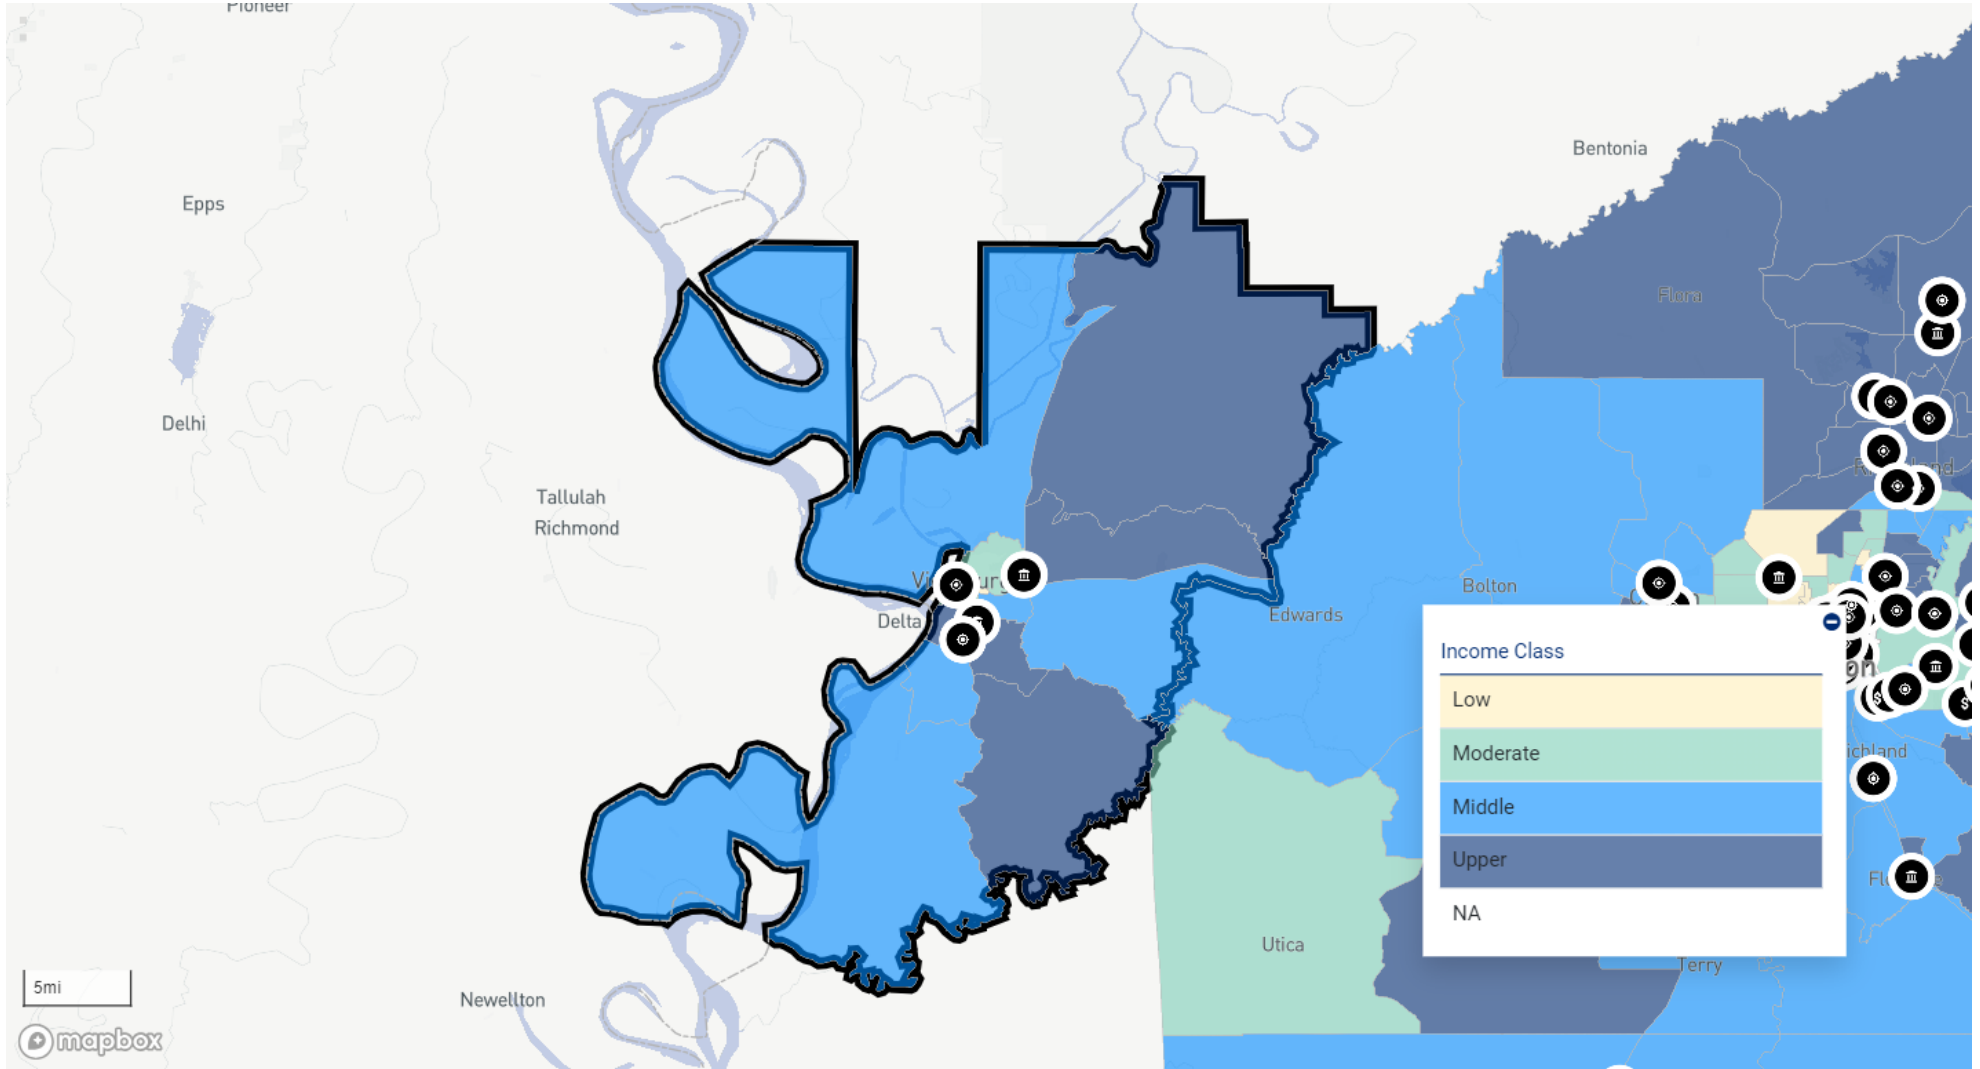 Pioneer
Bentonia
Epps
Flora
Delhi
Tallulah
Richmond
Bolton
Edwards
Delta
Income Class
Low
Moderate
Middle
Upper
NA
Utica
Terry
5mi
Newellton
mapbox